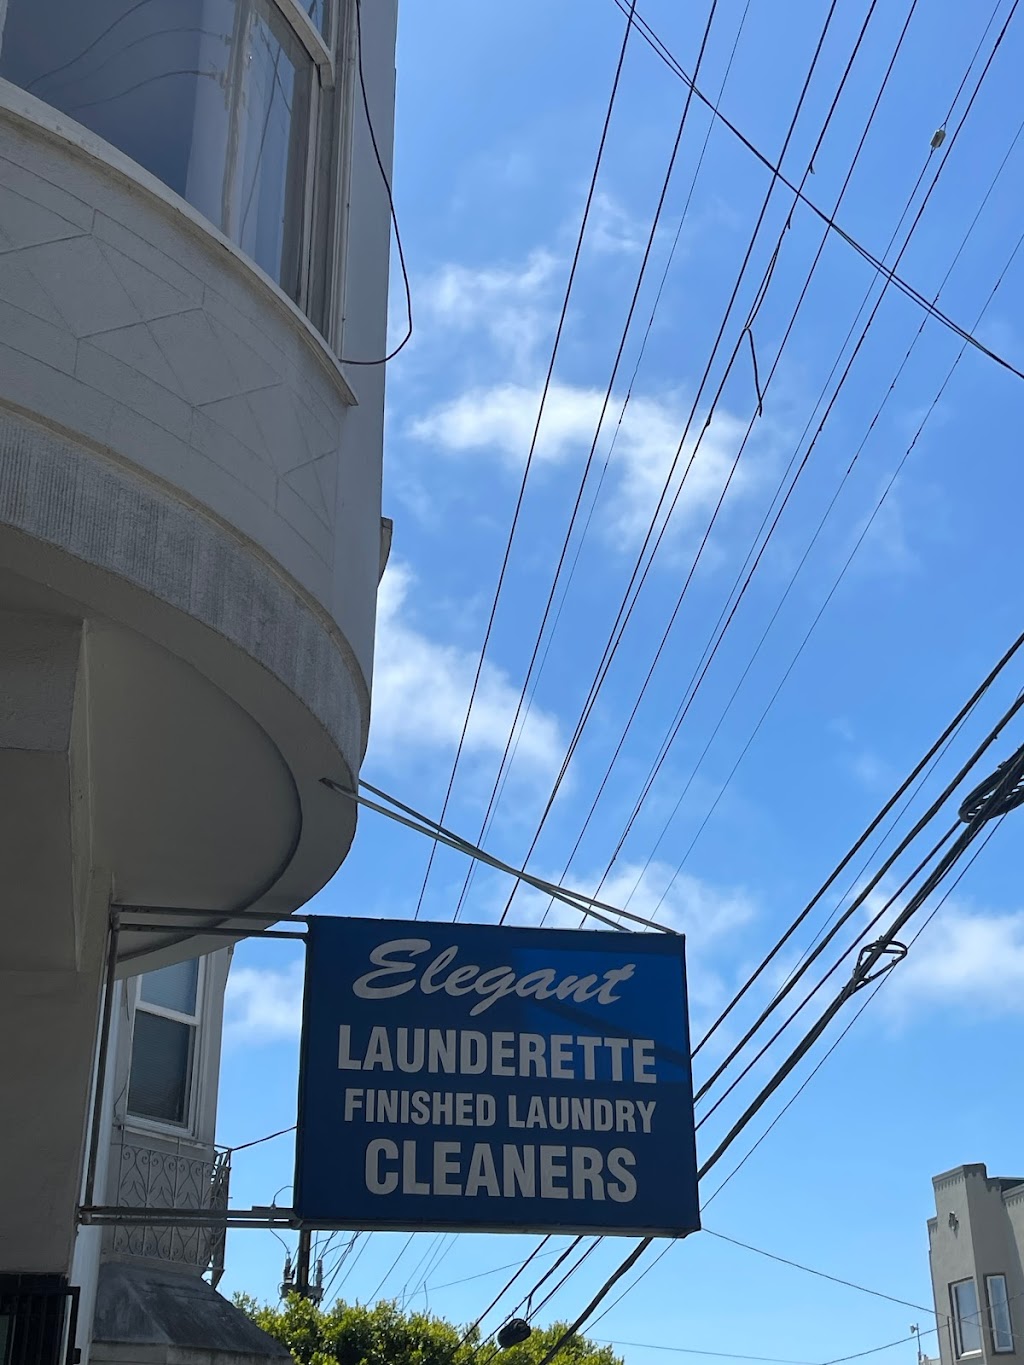 Elegant
LAUNDERETTE
FINISHED LAUNDRY
CLEANERS